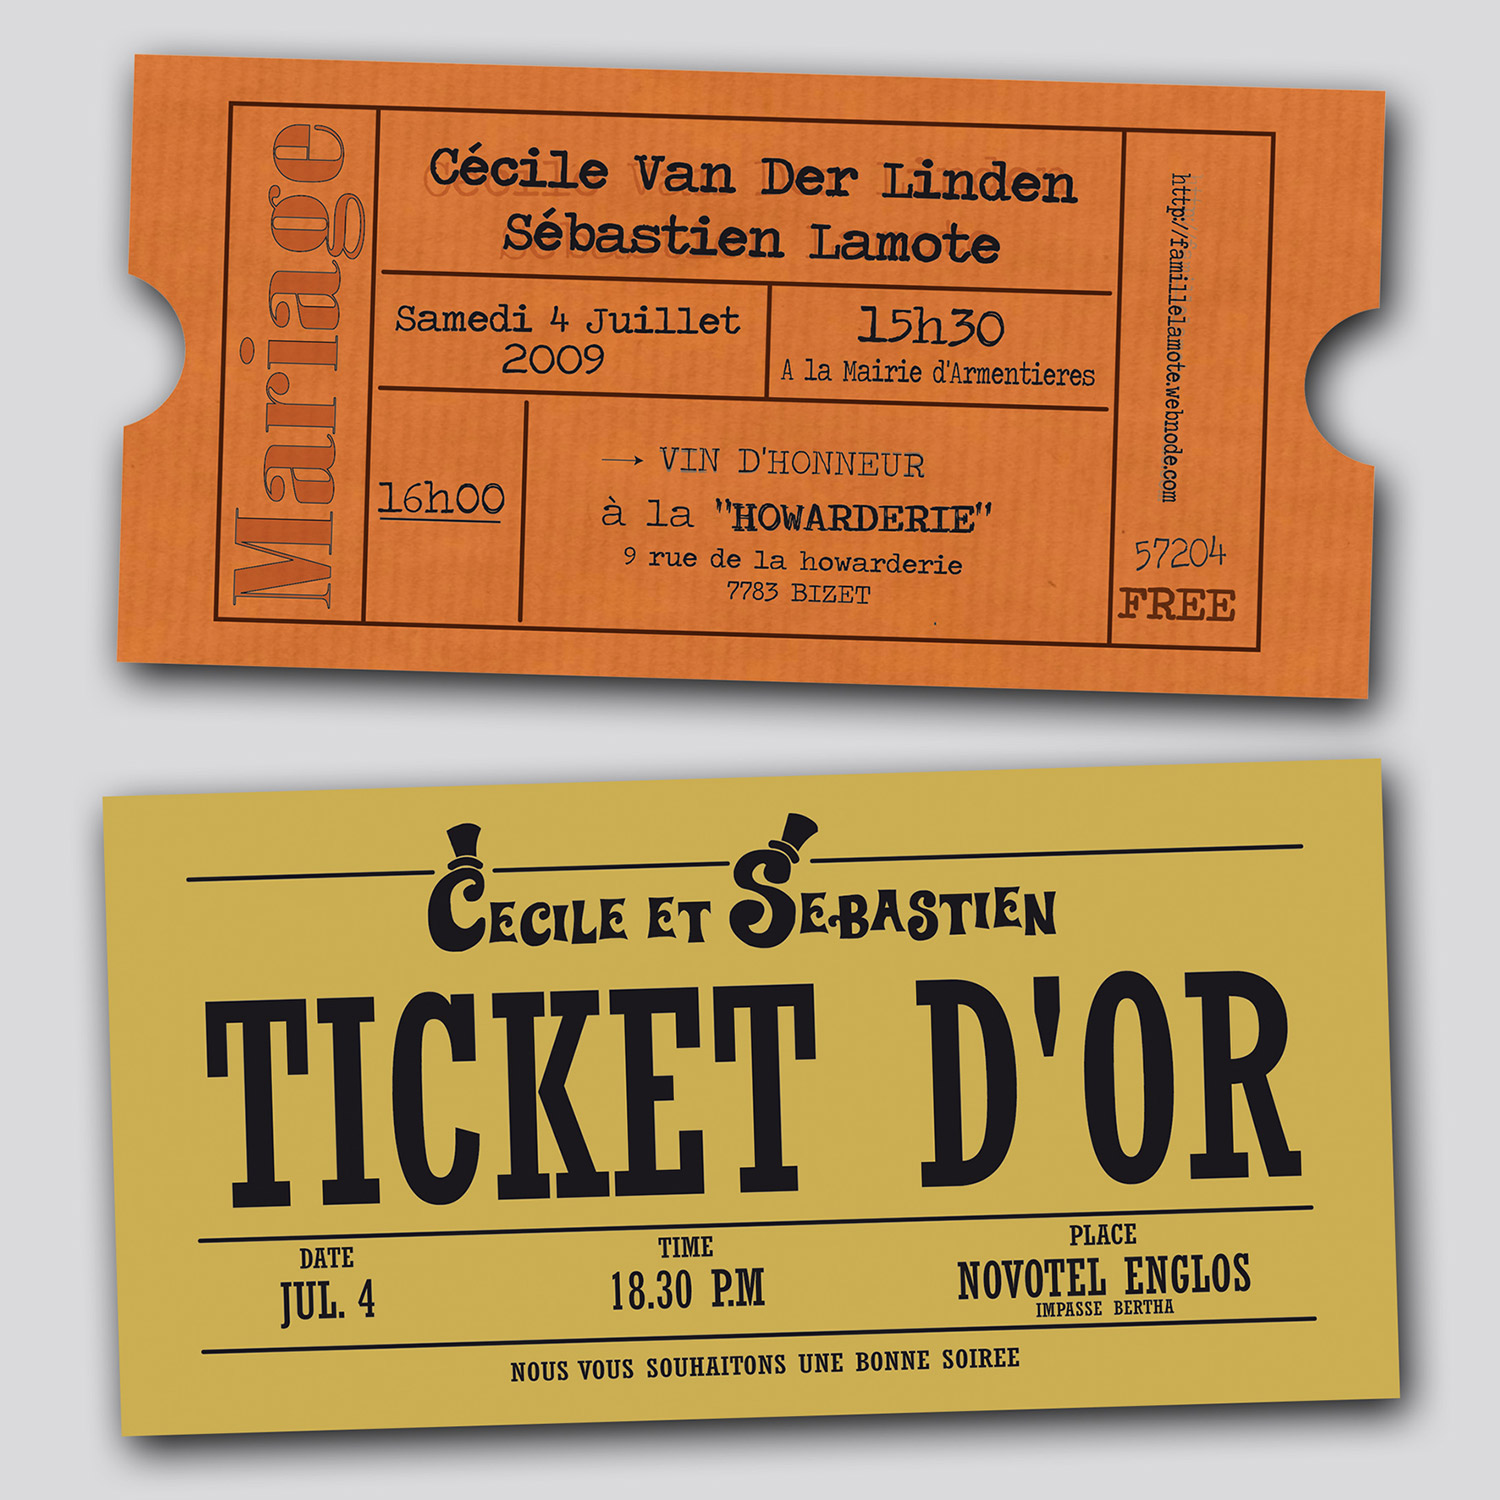 Mariage
Cécile Van Der Linden
Sébastien Lamote
Samedi 4 Juillet
2009
15h30
A la Mairie d'Armentieres
16h00
→ VIN D'HONNEUR
à la "HOWARDERIE"
9 rue de la howarderie
7783 BIZET
http://famillelamote.webnode.com
57204
FREE
CECILE ET SEBASTIEN
TICKET D'OR
DATE
JUL. 4
TIME
18.30 P.M
PLACE
NOVOTEL ENGLOS
IMPASSE BERTHA
NOUS VOUS SOUHAITONS UNE BONNE SOIREE